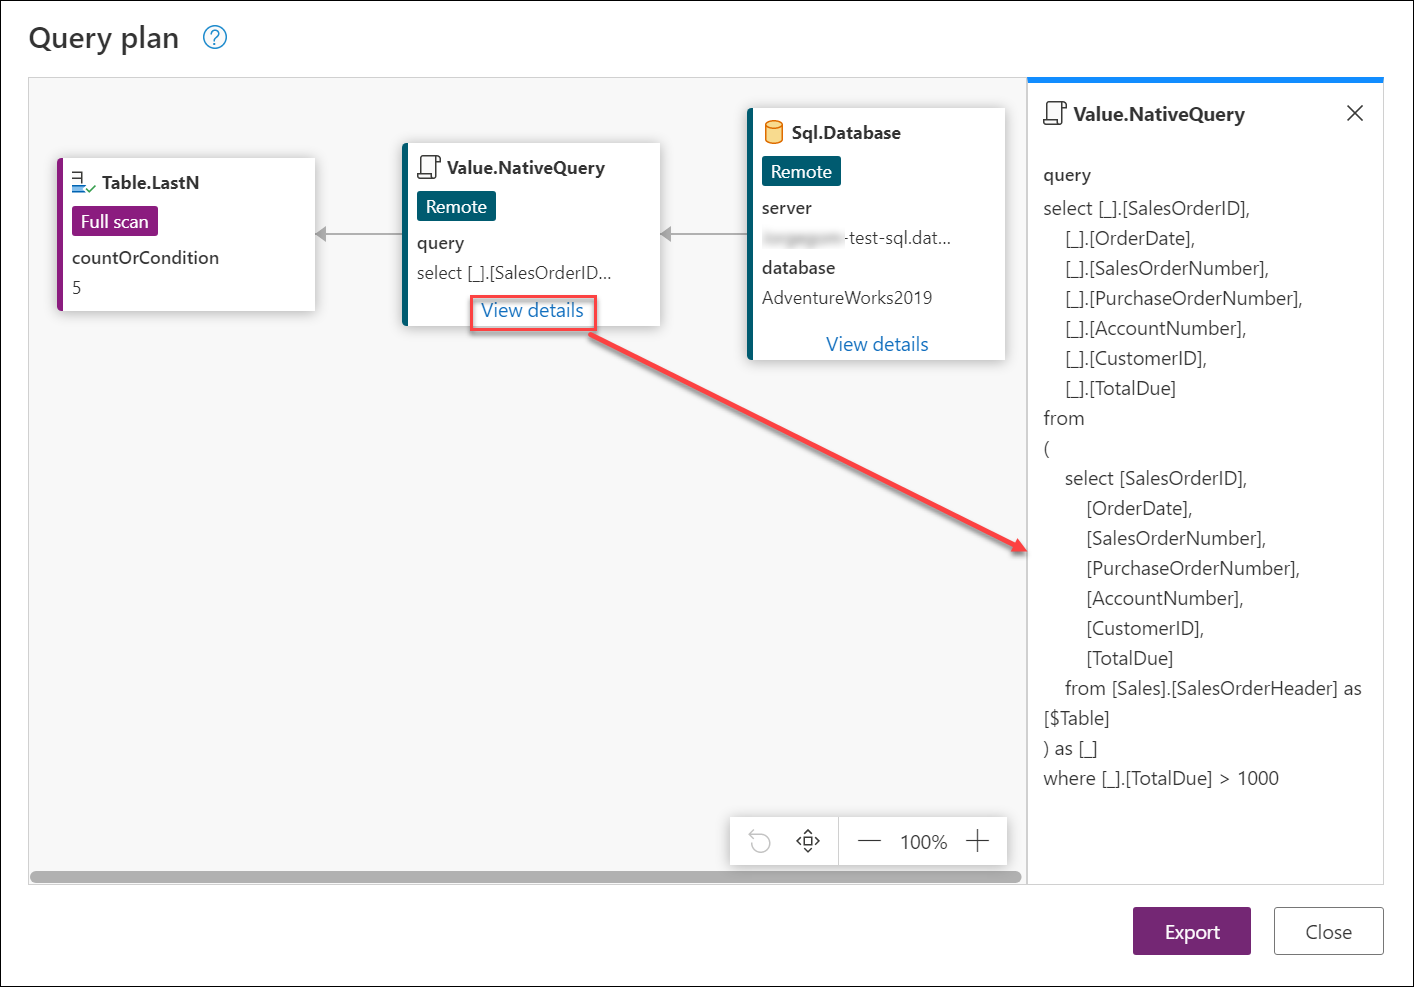 Query plan
Table.LastN
Full scan
countOrCondition
5
Value.NativeQuery
Remote
query
select [_].[SalesOrderID...
View details
Sql.Database
Remote
server
-test-sql.dat...
database
AdventureWorks2019
View details
100%
Value.NativeQuery
query
select [_].[SalesOrderID],
[_].[OrderDate],
[_].[SalesOrderNumber],
[_].[PurchaseOrderNumber],
[_].[AccountNumber],
[_].[CustomerID],
[_].[TotalDue]
from
(
select [SalesOrderID],
[OrderDate],
[SalesOrderNumber],
[PurchaseOrderNumber],
[AccountNumber],
[CustomerID],
[TotalDue]
from [Sales].[SalesOrderHeader] as
[$Table]
) as [_]
where [_].[TotalDue] > 1000
Export
Close